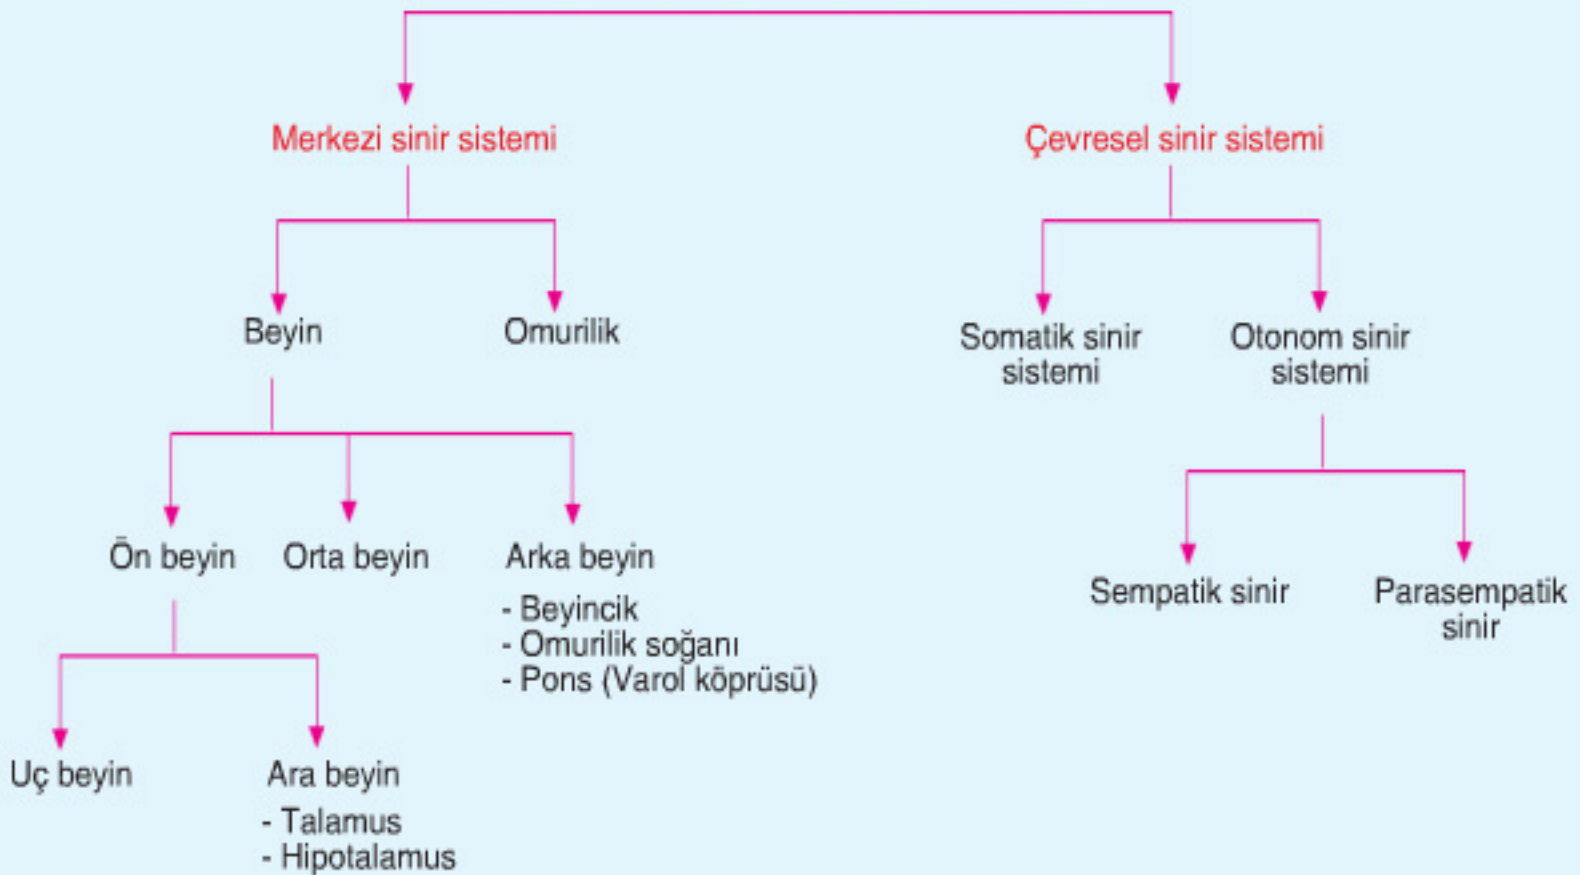 Merkezi sinir sistemi
Çevresel sinir sistemi
Beyin
Omurilik
Somatik sinir
sistemi
Otonom sinir
sistemi
Ön beyin
Orta beyin
Arka beyin
- Beyincik
- Omurilik soğanı
- Pons (Varol köprüsü)
Sempatik sinir
Parasempatik
sinir
Uç beyin
Ara beyin
- Talamus
- Hipotalamus